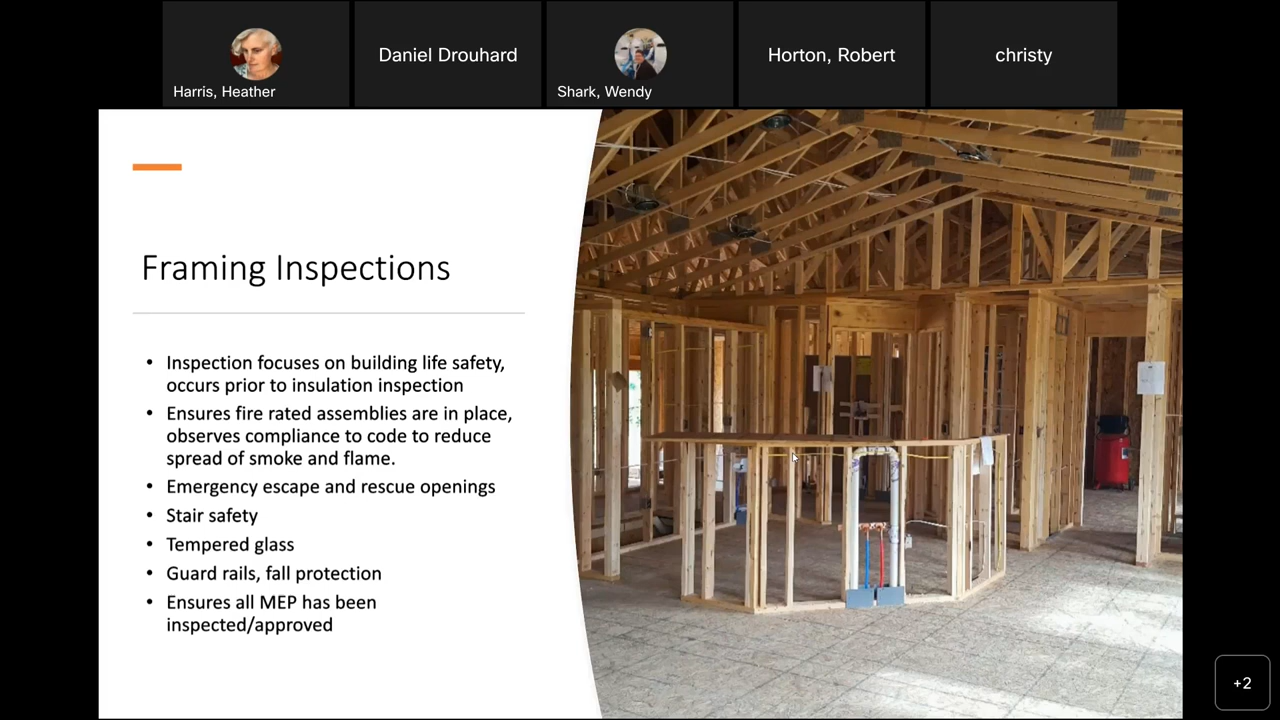 Harris, Heather
Daniel Drouhard
Shark, Wendy
Horton, Robert
christy
Framing Inspections
• Inspection focuses on building life safety,
occurs prior to insulation inspection
• Ensures fire rated assemblies are in place,
observes compliance to code to reduce
spread of smoke and flame.
• Emergency escape and rescue openings
• Stair safety
• Tempered glass
• Guard rails, fall protection
• Ensures all MEP has been
inspected/approved
+2